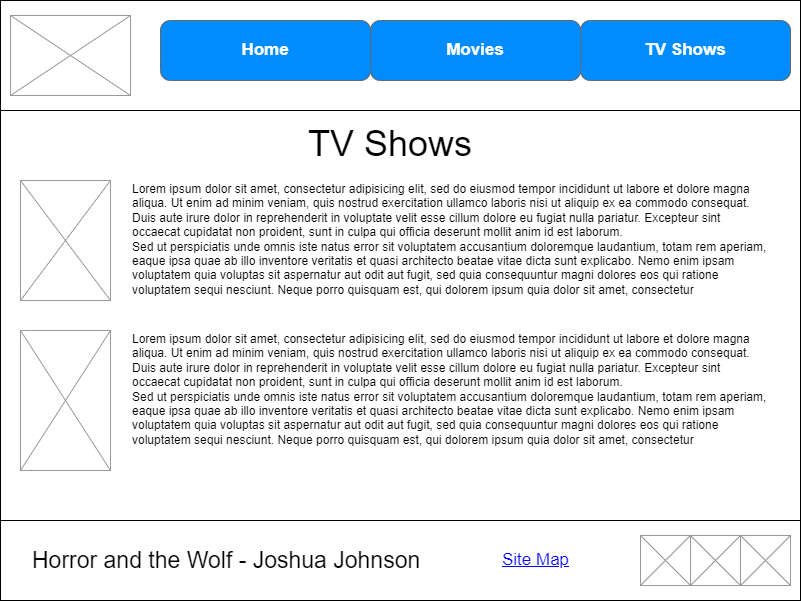 Home
Movies
TV Shows
TV Shows
Lorem ipsum dolor sit amet, consectetur adipisicing elit, sed do eiusmod tempor incididunt ut labore et dolore magna
aliqua. Ut enim ad minim veniam, quis nostrud exercitation ullamco laboris nisi ut aliquip ex ea commodo consequat.
Duis aute irure dolor in reprehenderit in voluptate velit esse cillum dolore eu fugiat nulla pariatur. Excepteur sint
occaecat cupidatat non proident, sunt in culpa qui officia deserunt mollit anim id est laborum.
Sed ut perspiciatis unde omnis iste natus error sit voluptatem accusantium doloremque laudantium, totam rem aperiam,
eaque ipsa quae ab illo inventore veritatis et quasi architecto beatae vitae dicta sunt explicabo. Nemo enim ipsam
voluptatem quia voluptas sit aspernatur aut odit aut fugit, sed quia consequuntur magni dolores eos qui ratione
voluptatem sequi nesciunt. Neque porro quisquam est, qui dolorem ipsum quia dolor sit amet, consectetur
Lorem ipsum dolor sit amet, consectetur adipisicing elit, sed do eiusmod tempor incididunt ut labore et dolore magna
aliqua. Ut enim ad minim veniam, quis nostrud exercitation ullamco laboris nisi ut aliquip ex ea commodo consequat.
Duis aute irure dolor in reprehenderit in voluptate velit esse cillum dolore eu fugiat nulla pariatur. Excepteur sint
occaecat cupidatat non proident, sunt in culpa qui officia deserunt mollit anim id est laborum.
Sed ut perspiciatis unde omnis iste natus error sit voluptatem accusantium doloremque laudantium, totam rem aperiam,
eaque ipsa quae ab illo inventore veritatis et quasi architecto beatae vitae dicta sunt explicabo. Nemo enim ipsam
voluptatem quia voluptas sit aspernatur aut odit aut fugit, sed quia consequuntur magni dolores eos qui ratione
voluptatem sequi nesciunt. Neque porro quisquam est, qui dolorem ipsum quia dolor sit amet, consectetur
Horror and the Wolf - Joshua Johnson
Site Map